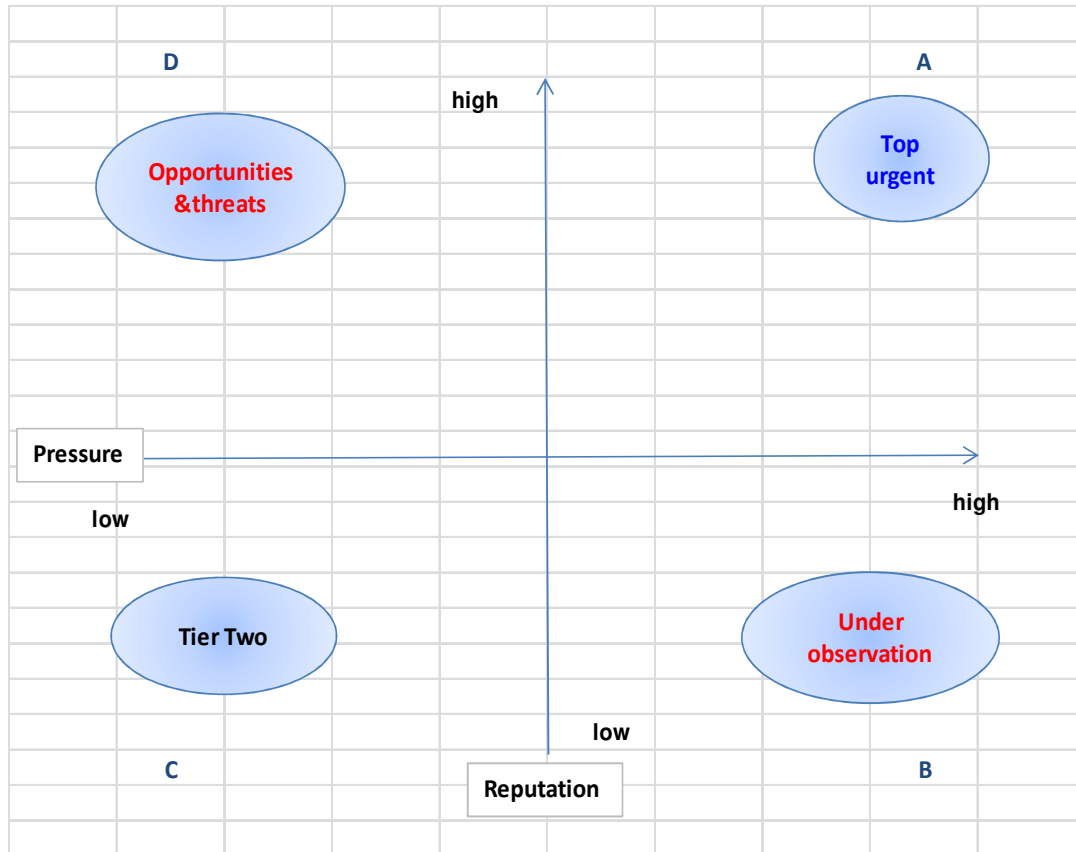 D
A
high
Top
urgent
Opportunities
&threats
Pressure
low
high
Tier Two
Under
observation
low
C
B
Reputation